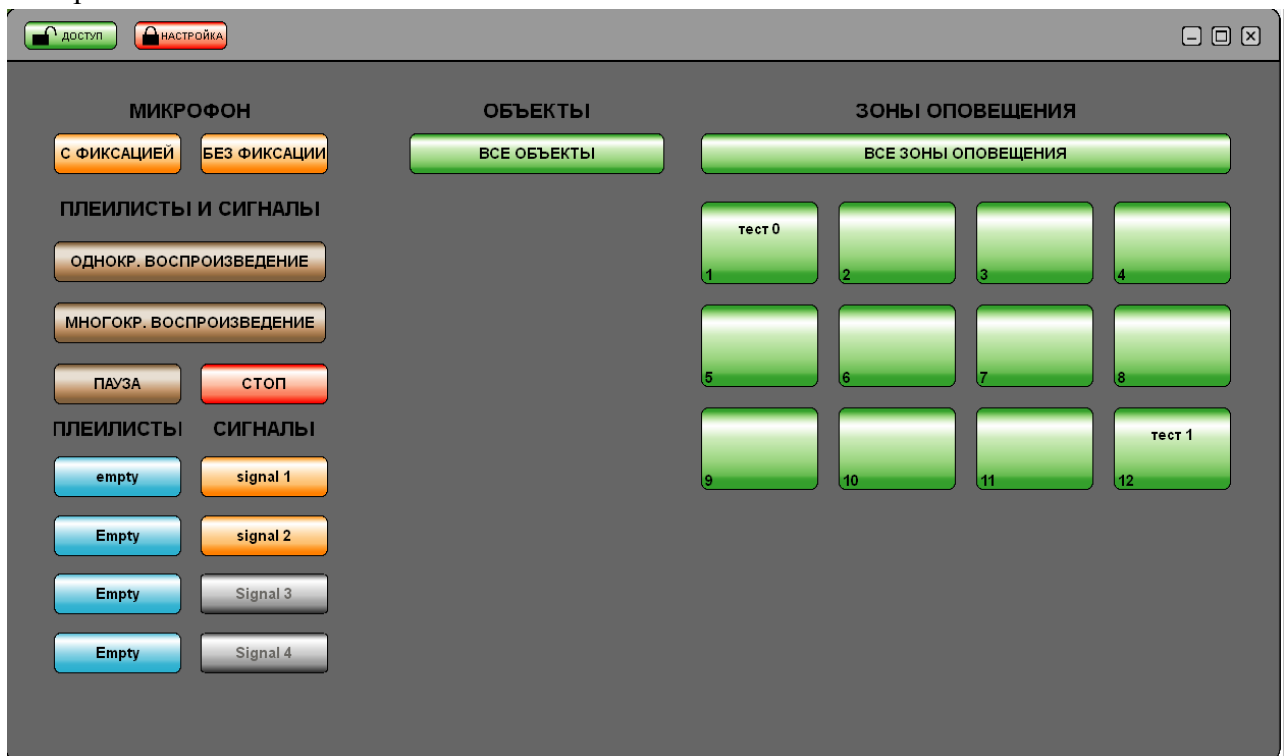 ДОСТУП
НАСТРОЙКА
МИКРОФОН
С ФИКСАЦИЕЙ
БЕЗ ФИКСАЦИИ
ПЛЕИЛИСТЫ И СИГНАЛЫ
ОДНОКР. ВОСПРОИЗВЕДЕНИЕ
МНОГОКР. ВОСПРОИЗВЕДЕНИЕ
ПАУЗА
СТОП
ПЛЕИЛИСТЫ
СИГНАЛЫ
empty
signal 1
Empty
signal 2
Empty
Signal 3
Empty
Signal 4
ОБЪЕКТЫ
ВСЕ ОБЪЕКТЫ
ЗОНЫ ОПОВЕЩЕНИЯ
ВСЕ ЗОНЫ ОПОВЕЩЕНИЯ
тест 0
1
2
3
4
5
6
7
8
9
10
11
тест 1
12